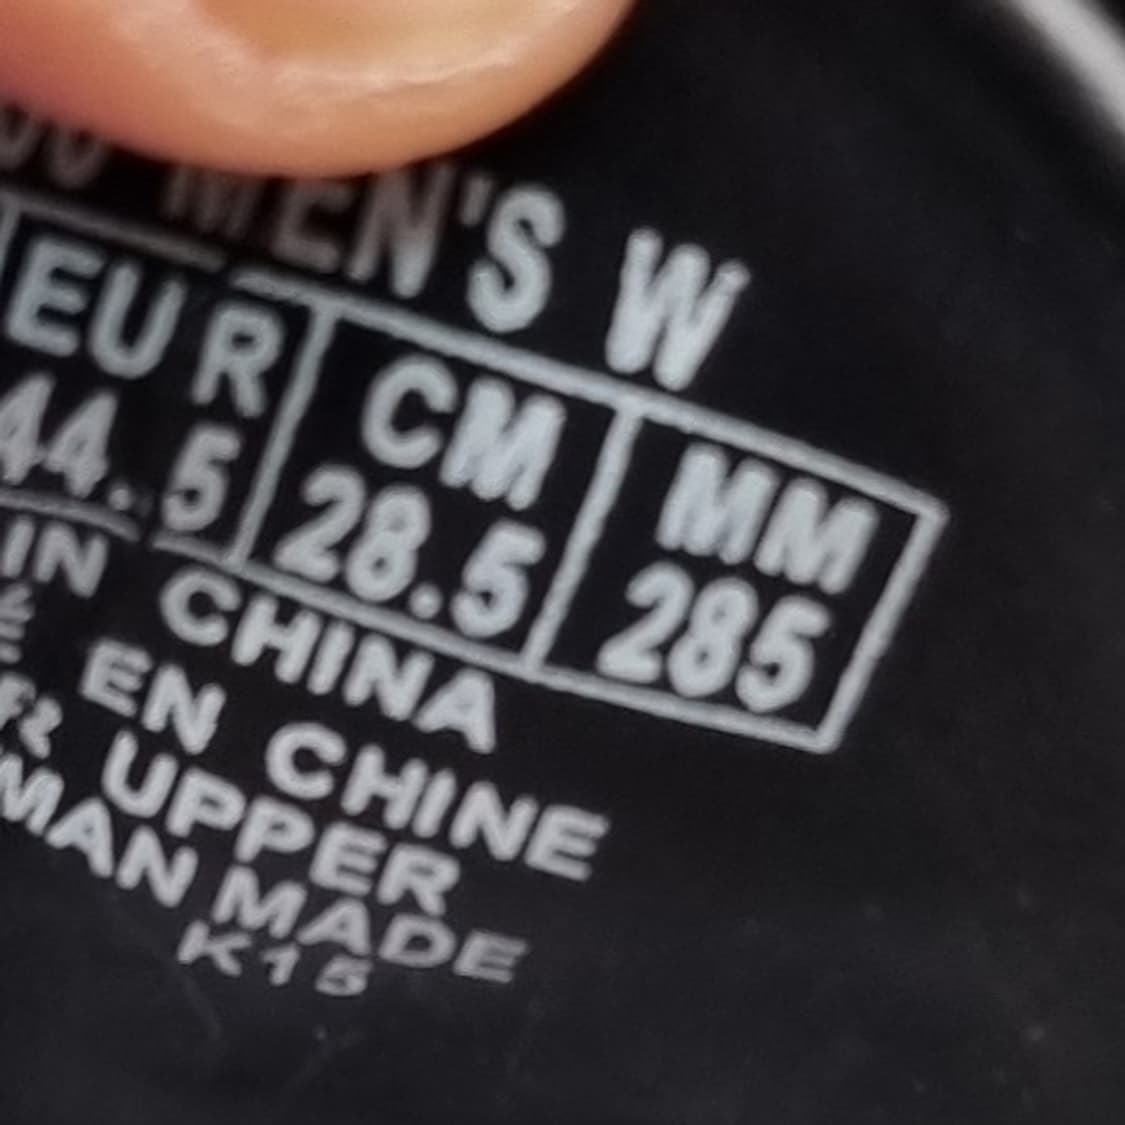 MEN'S W
EUR CM MM
44.5 28.5 285
IN CHINA
EN CHINE
UPPER
MAN MADE
K15